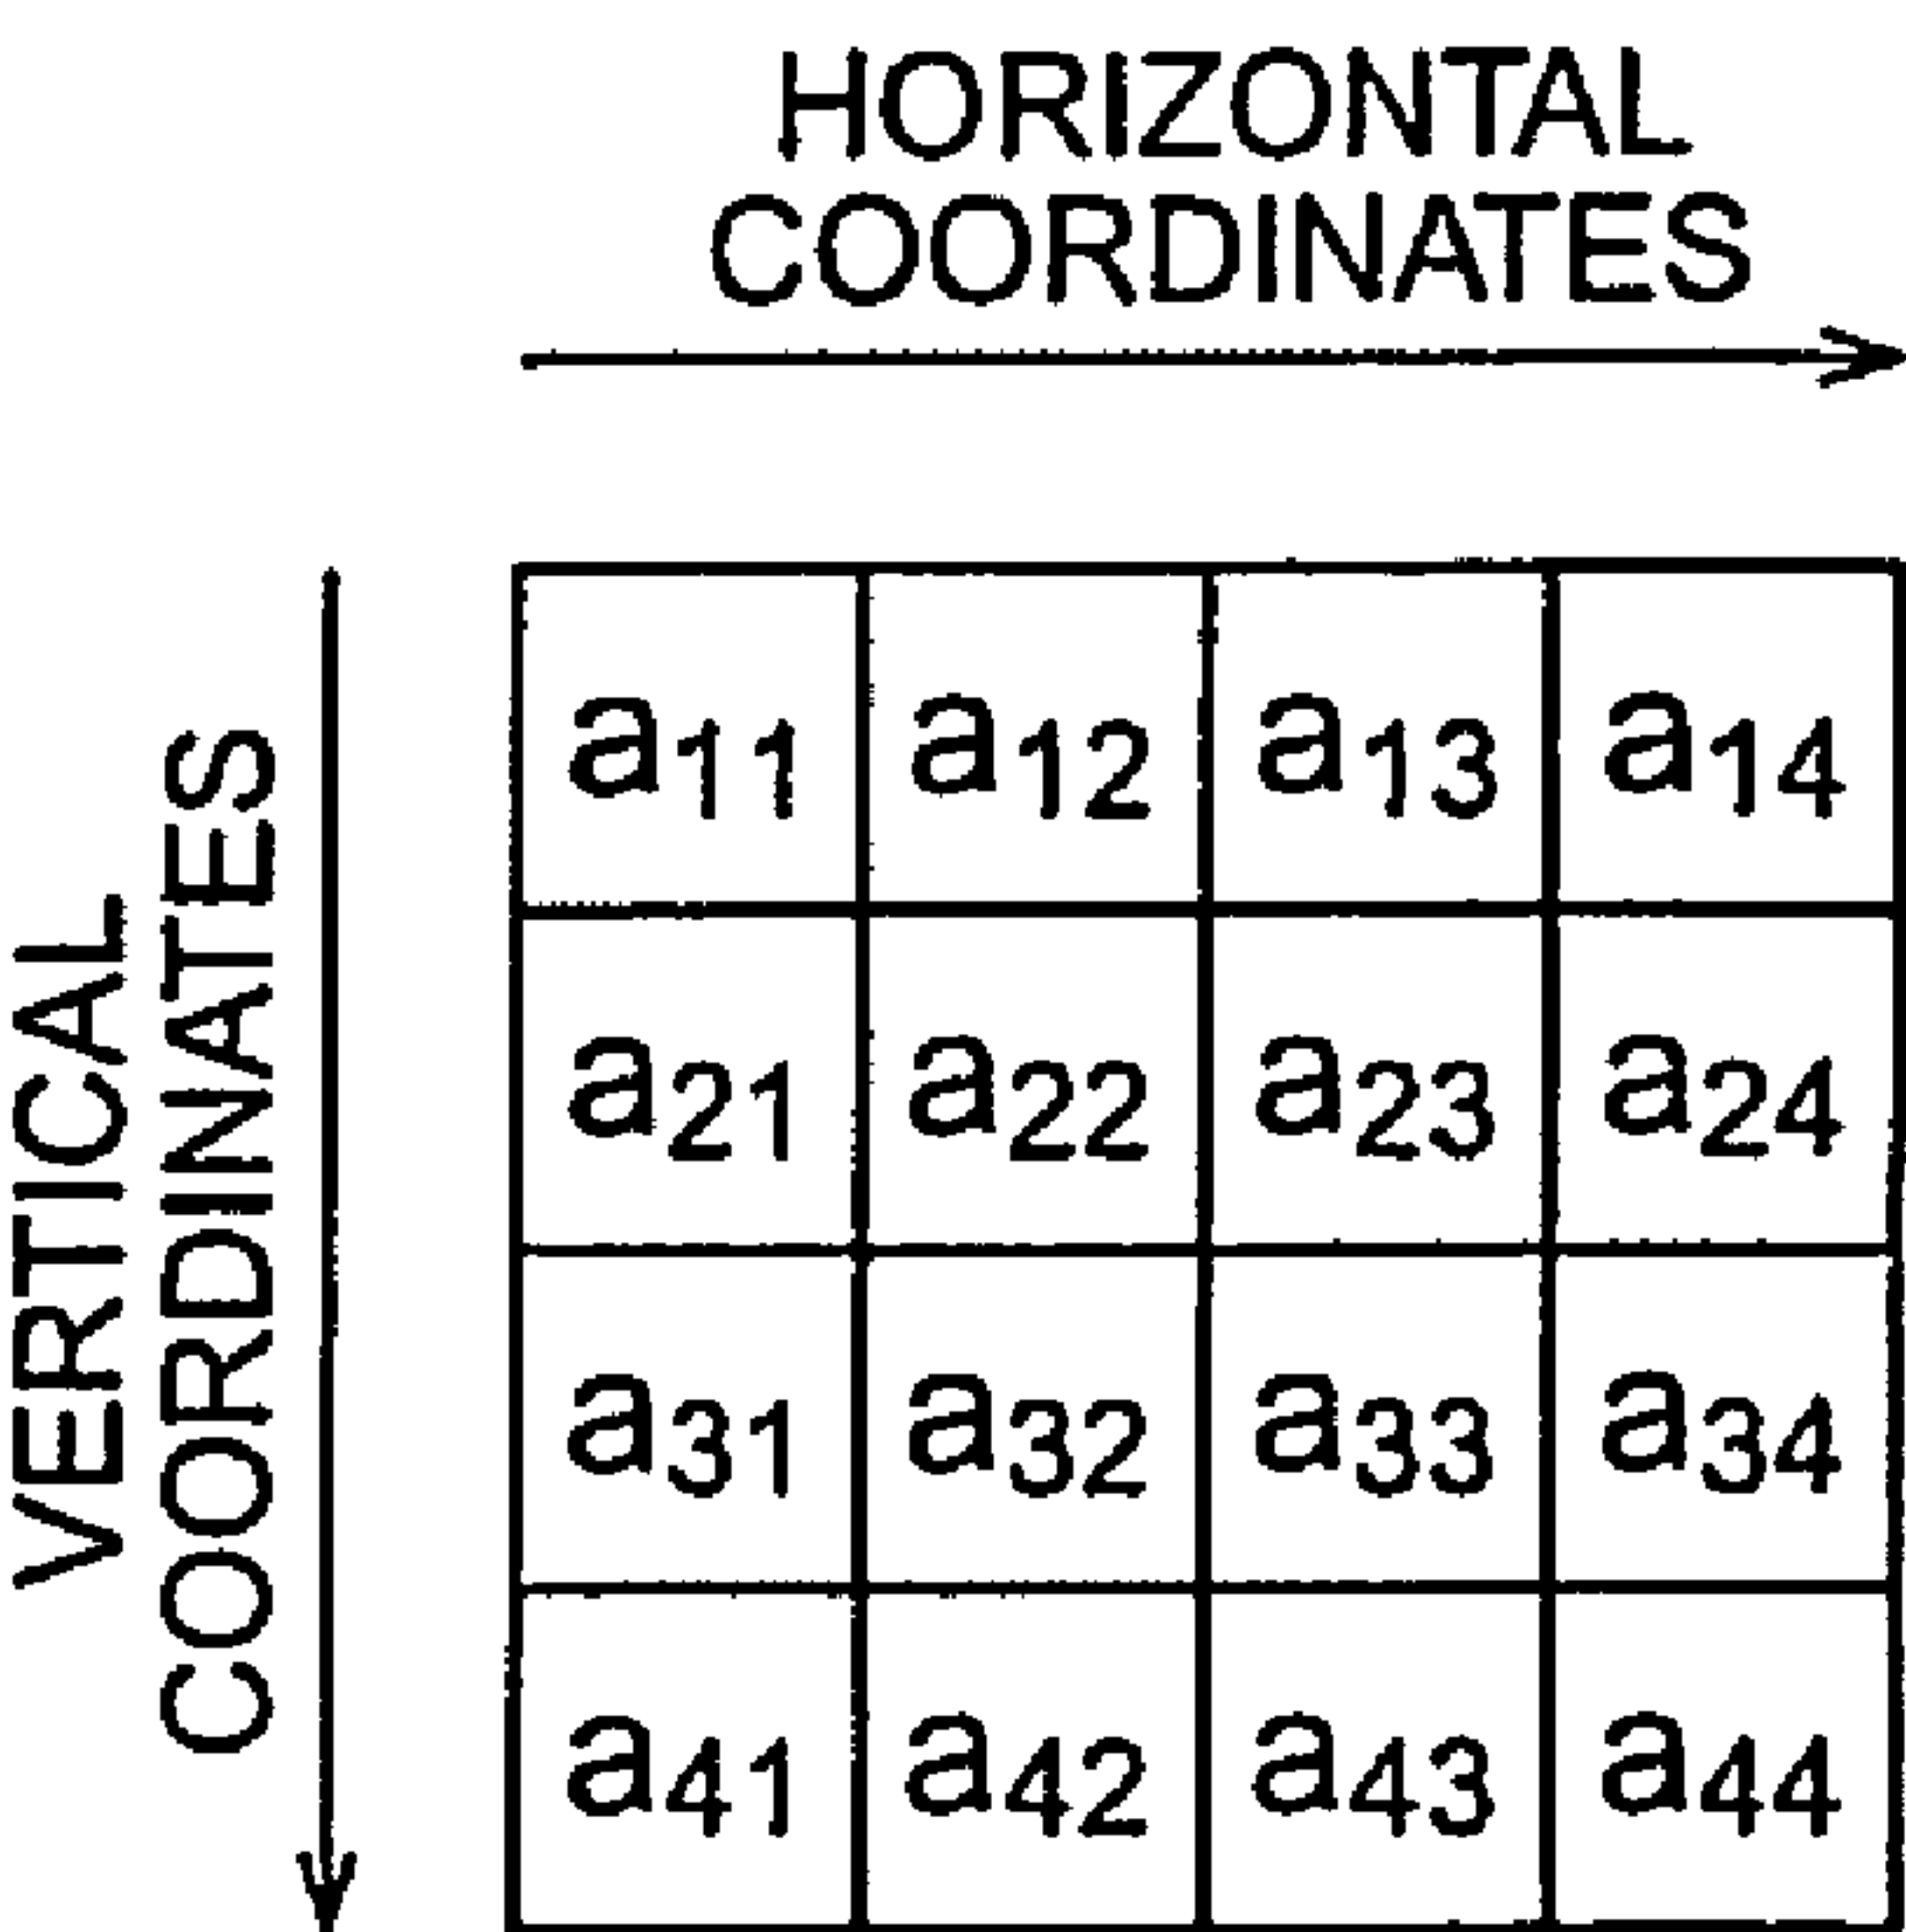 HORIZONTAL
COORDINATES
VERTICAL
COORDINATES
a11 a12 a13 a14
a21 a22 a23 a24
a31 a32 a33 a34
a41 a42 a43 a44